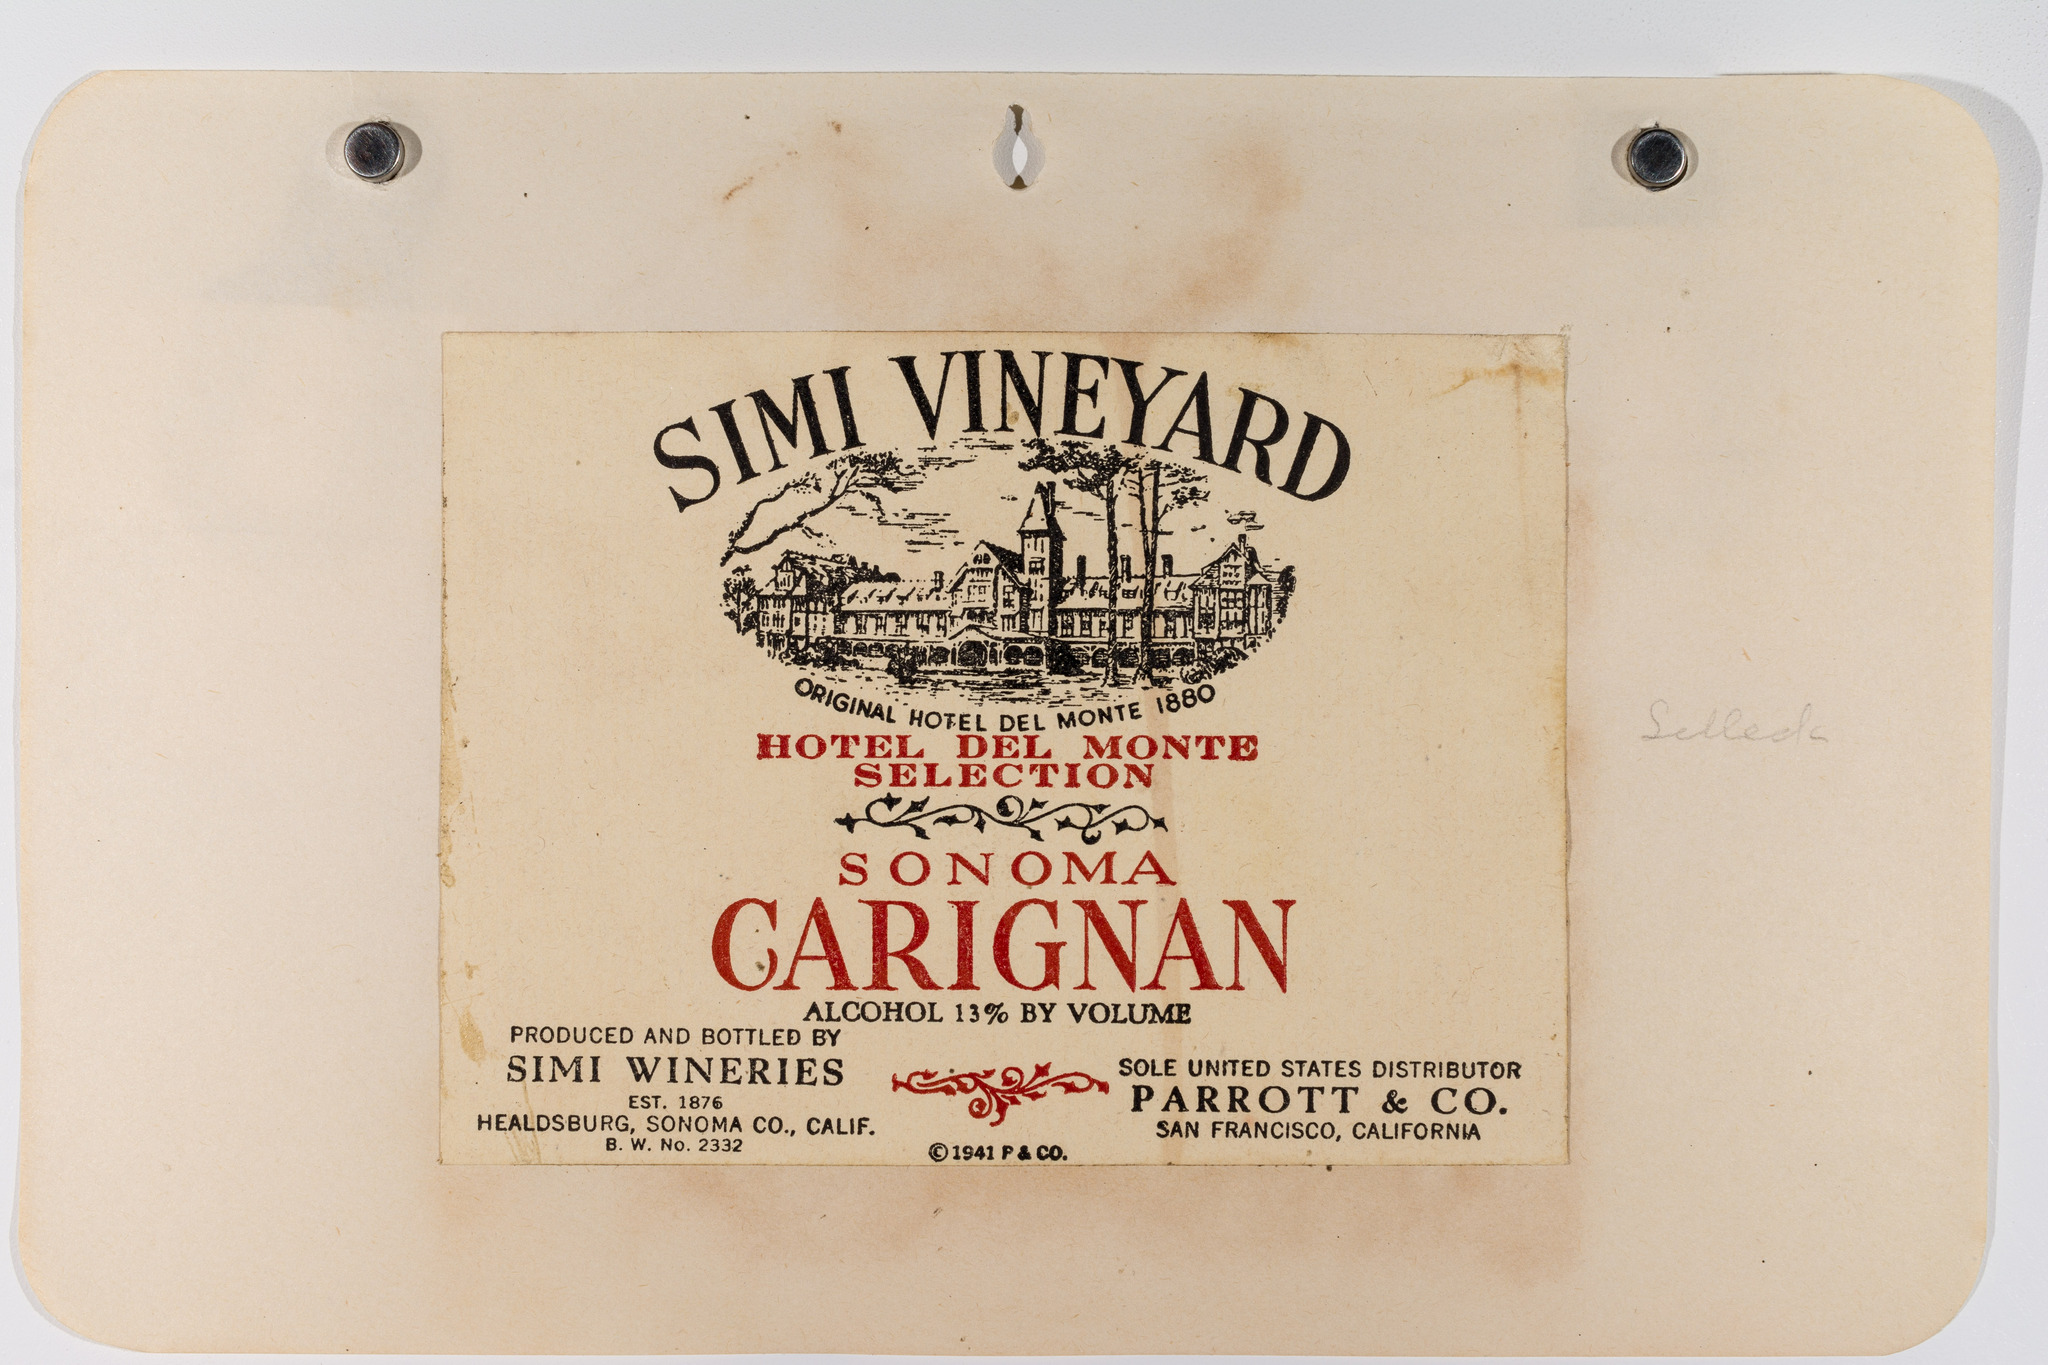 SIMI VINEYARD
ORIGINAL HOTEL DEL MONTE 1880
HOTEL DEL MONTE
SELECTION
SONOMA
CARIGNAN
ALCOHOL 13% BY VOLUME
PRODUCED AND BOTTLED BY
SIMI WINERIES
EST. 1876
HEALDSBURG, SONOMA CO., CALIF.
B. W. No. 2332
©1941 P & CO.
SOLE UNITED STATES DISTRIBUTOR
PARROTT & CO.
SAN FRANCISCO, CALIFORNIA